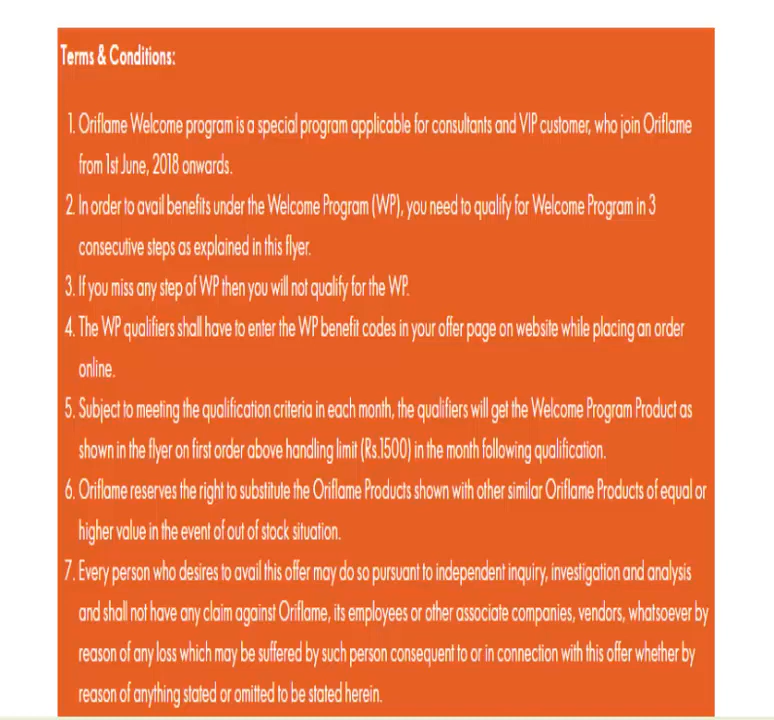 Terms & Conditions:
1. Oriflame Welcome program is a special program applicable for consultants and VIP customer, who join Oriflame
from 1st June, 2018 onwards.
2. In order to avail benefits under the Welcome Program (WP), you need to qualify for Welcome Program in 3
consecutive steps as explained in this flyer.
3. If you miss any step of WP then you will not qualify for the WP.
4. The WP qualifiers shall have to enter the WP benefit codes in your offer page on website while placing an order
online.
5. Subject to meeting the qualification criteria in each month, the qualifiers will get the Welcome Program Product as
shown in the flyer on first order above handling limit (Rs.1500) in the month following qualification.
6. Oriflame reserves the right to substitute the Oriflame Products shown with other similar Oriflame Products of equal or
higher value in the event of out of stock situation.
7. Every person who desires to avail this offer may do so pursuant to independent inquiry, investigation and analysis
and shall not have any claim against Oriflame, its employees or other associate companies, vendors, whatsoever by
reason of any loss which may be suffered by such person consequent to or in connection with this offer whether by
reason of anything stated or omitted to be stated herein.